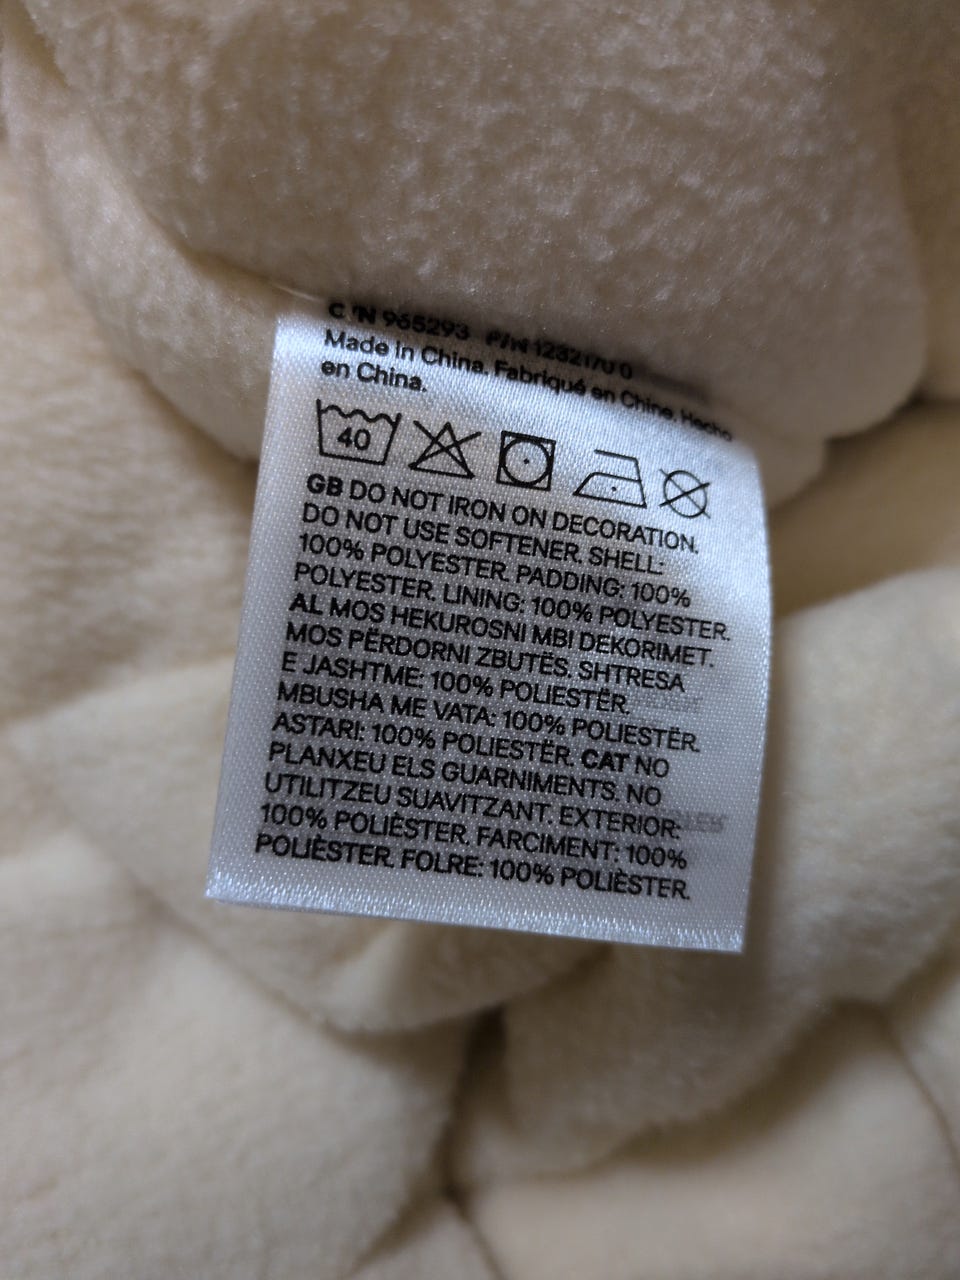 C/N 965293 P/N 1232170 0
Made in China. Fabriqué en Chine. Hecho
en China.
40
GB DO NOT IRON ON DECORATION.
DO NOT USE SOFTENER. SHELL:
100% POLYESTER. PADDING: 100%
POLYESTER. LINING: 100% POLYESTER.
AL MOS HEKUROSNI MBI DEKORIMET.
MOS PËRDORNI ZBUTËS. SHTRESA
E JASHTME: 100% POLIESTËR.
MBUSHA ME VATA: 100% POLIESTËR.
ASTARI: 100% POLIESTËR. CAT NO
PLANXEU ELS GUARNIMENTS. NO
UTILITZEU SUAVITZANT. EXTERIOR:
100% POLIÈSTER. FARCIMENT: 100%
POLIÈSTER. FOLRE: 100% POLIÈSTER.